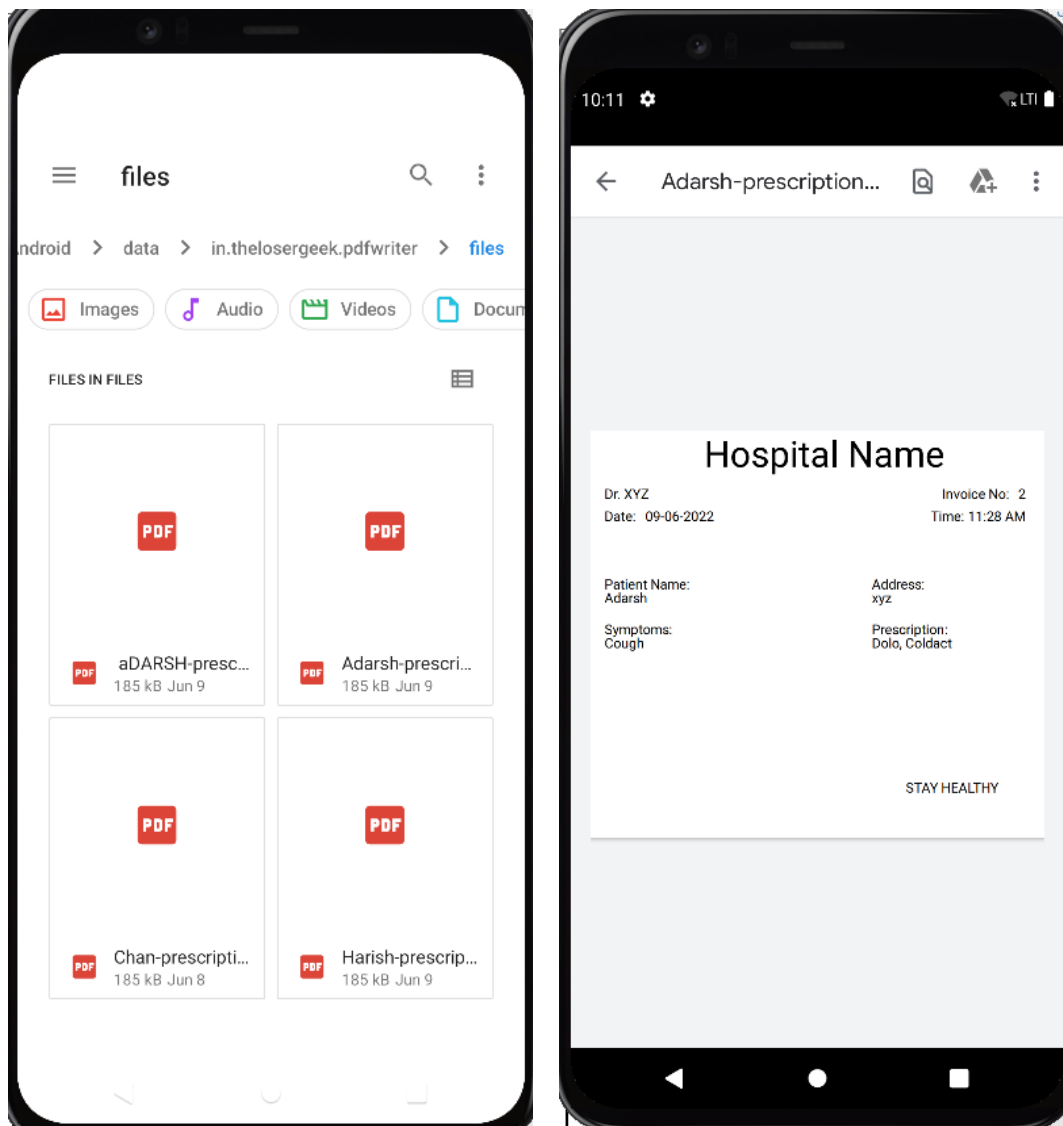 files
ndroid > data > in.thelosergeek.pdfwriter > files
Images Audio Videos Docum
FILES IN FILES
PDF PDF
PDF aDARSH-presc... PDF Adarsh-prescri...
185 kB Jun 9 185 kB Jun 9
PDF PDF
PDF Chan-prescripti... PDF Harish-prescrip...
185 kB Jun 8 185 kB Jun 9
10:11 LTI
Adarsh-prescription...
Hospital Name
Dr. XYZ Invoice No: 2
Date: 09-06-2022 Time: 11:28 AM
Patient Name: Address:
Adarsh xyz
Symptoms: Prescription:
Cough Dolo, Coldact
STAY HEALTHY